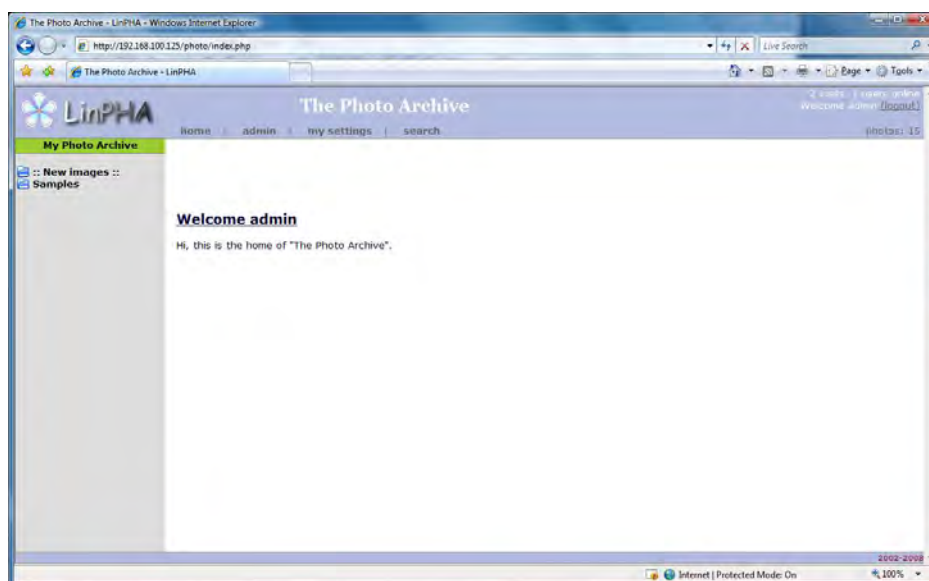 The Photo Archive - LinPHA - Windows Internet Explorer
http://192.168.100.125/photo/index.php
Live Search
The Photo Archive - LinPHA
Page
Tools
LinPHA
The Photo Archive
Welcome admin (logout)
home | admin | my settings | search
photos: 15
My Photo Archive
:: New images ::
Samples
Welcome admin
Hi, this is the home of "The Photo Archive".
2002-2008
Internet | Protected Mode: On
100%